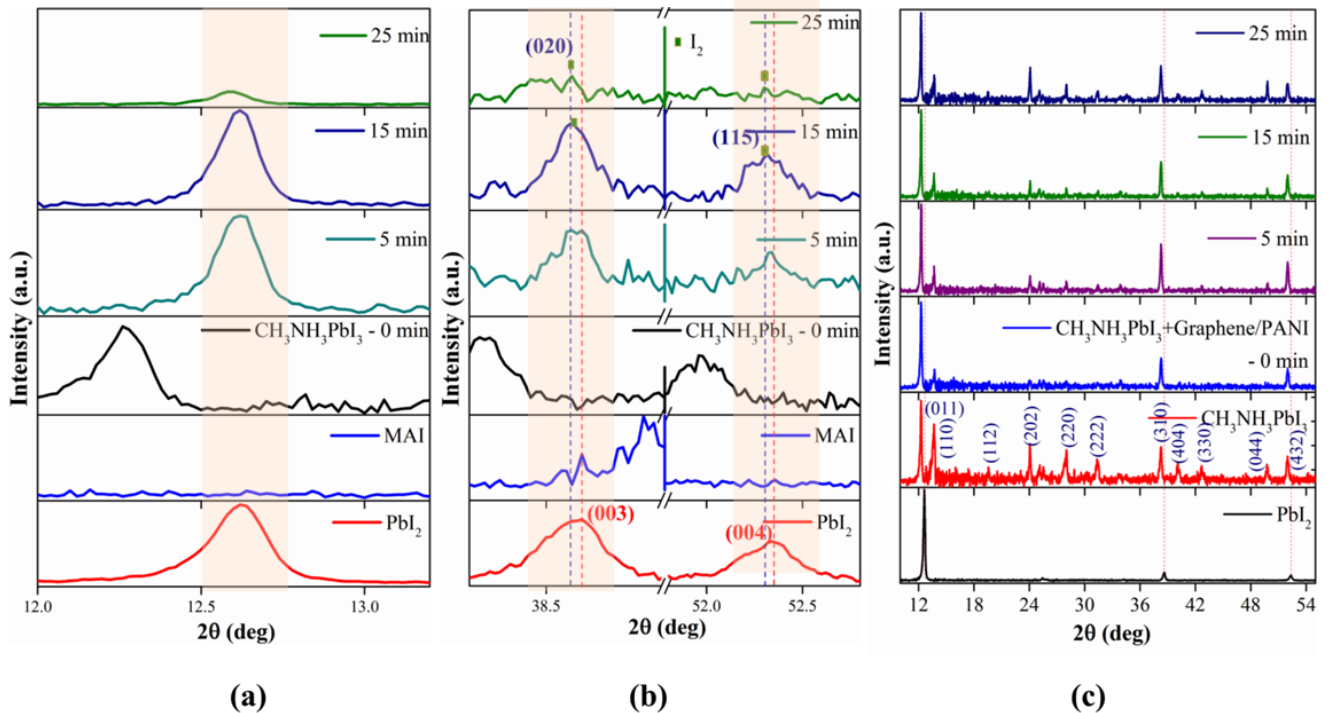 25 min
15 min
5 min
CH₃NH₃PbI₃ - 0 min
MAI
PbI₂
Intensity (a.u.)
12.0 12.5 13.0
2θ (deg)
(a)
25 min
(020)
I₂
15 min
(115)
5 min
CH₃NH₃PbI₃ - 0 min
MAI
PbI₂
(003)
(004)
Intensity (a.u.)
38.5 52.0 52.5
2θ (deg)
(b)
25 min
15 min
5 min
CH₃NH₃PbI₃+Graphene/PANI
- 0 min
CH₃NH₃PbI₃
(011)
(110)
(112)
(202)
(220)
(222)
(310)
(404)
(330)
(044)
(432)
PbI₂
Intensity (a.u.)
12 18 24 30 36 42 48 54
2θ (deg)
(c)